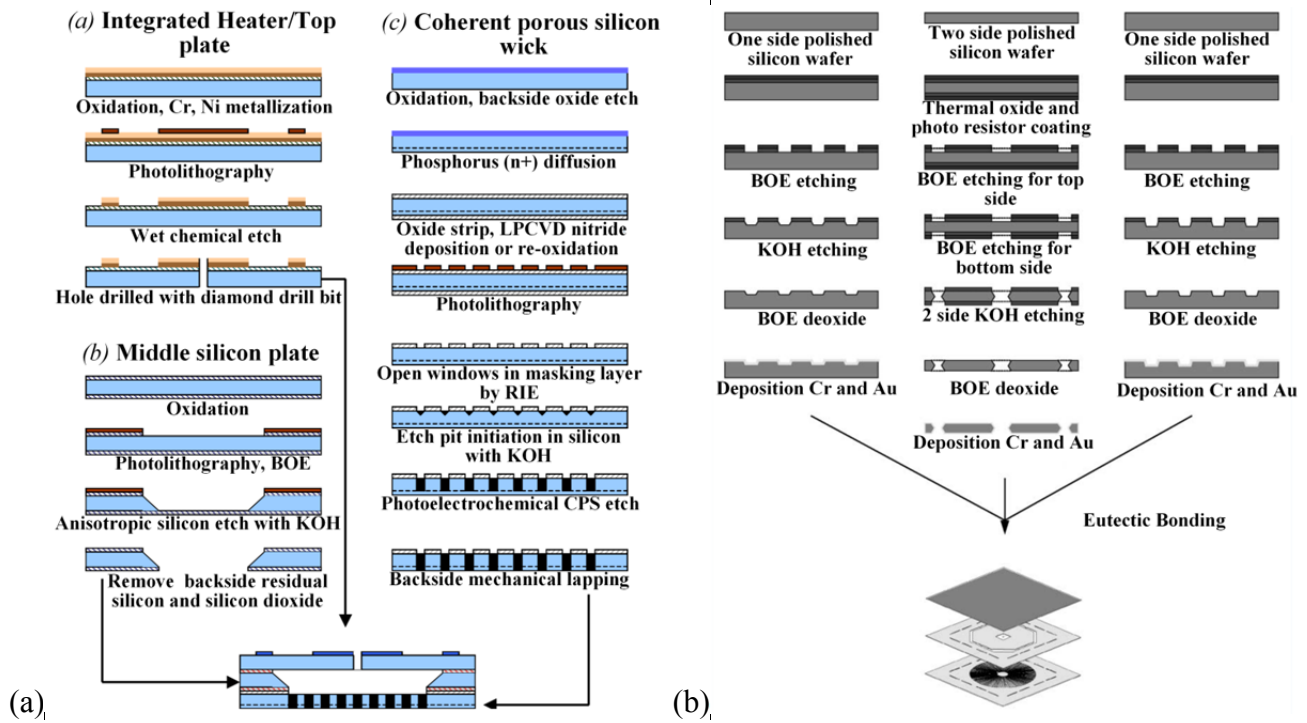 (a) Integrated Heater/Top
plate
Oxidation, Cr, Ni metallization
Photolithography
Wet chemical etch
Hole drilled with diamond drill bit
(b) Middle silicon plate
Oxidation
Photolithography, BOE
Anisotropic silicon etch with KOH
Remove backside residual
silicon and silicon dioxide
(c) Coherent porous silicon
wick
Oxidation, backside oxide etch
Phosphorus (n+) diffusion
Oxide strip, LPCVD nitride
deposition or re-oxidation
Photolithography
Open windows in masking layer
by RIE
Etch pit initiation in silicon
with KOH
Photoelectrochemical CPS etch
Backside mechanical lapping
(a)
One side polished
silicon wafer
BOE etching
KOH etching
BOE deoxide
Deposition Cr and Au
Two side polished
silicon wafer
Thermal oxide and
photo resistor coating
BOE etching for top
side
BOE etching for
bottom side
2 side KOH etching
BOE deoxide
Deposition Cr and Au
One side polished
silicon wafer
BOE etching
KOH etching
BOE deoxide
Deposition Cr and Au
Eutectic Bonding
(b)